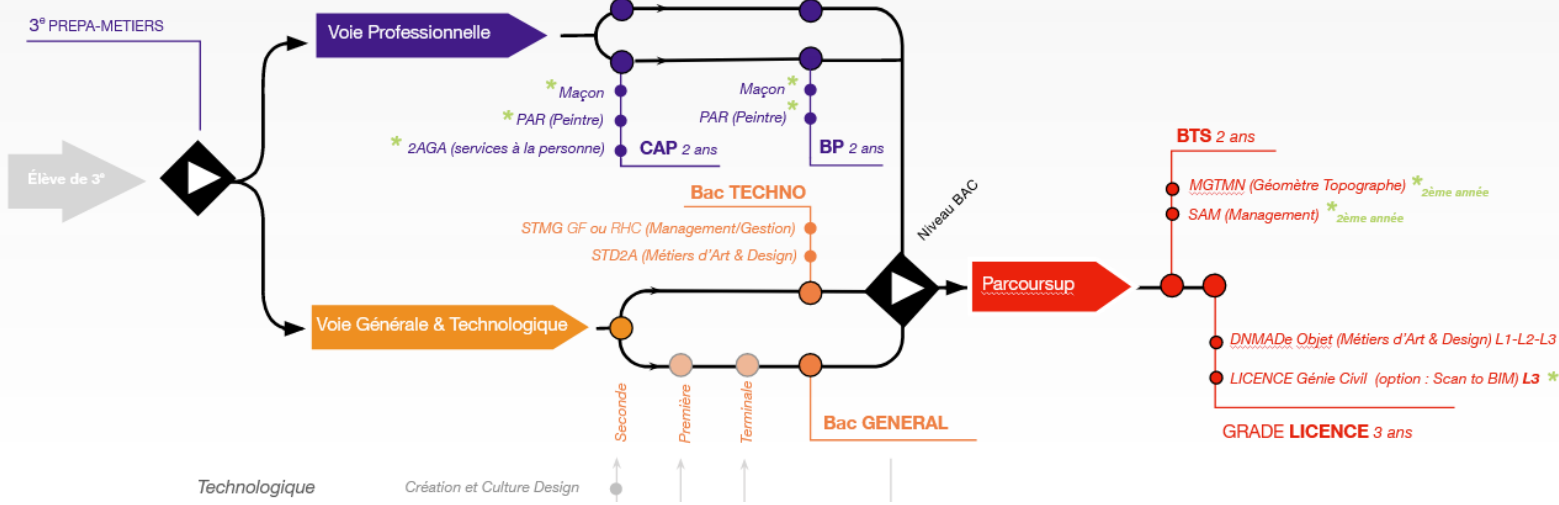 3e PREPA-METIERS
Voie Professionnelle
* Maçon
* PAR (Peintre)
* 2AGA (services à la personne)
CAP 2 ans
Maçon *
PAR (Peintre) *
BP 2 ans
Élève de 3e
Bac TECHNO
STMG GF ou RHC (Management/Gestion)
STD2A (Métiers d'Art & Design)
Niveau BAC
Voie Générale & Technologique
Seconde
Première
Terminale
Bac GENERAL
Parcoursup
BTS 2 ans
MGTMN (Géomètre Topographe) * 2ème année
SAM (Management) * 2ème année
DNMADe Objet (Métiers d'Art & Design) L1-L2-L3
LICENCE Génie Civil (option : Scan to BIM) L3 *
GRADE LICENCE 3 ans
Technologique
Création et Culture Design